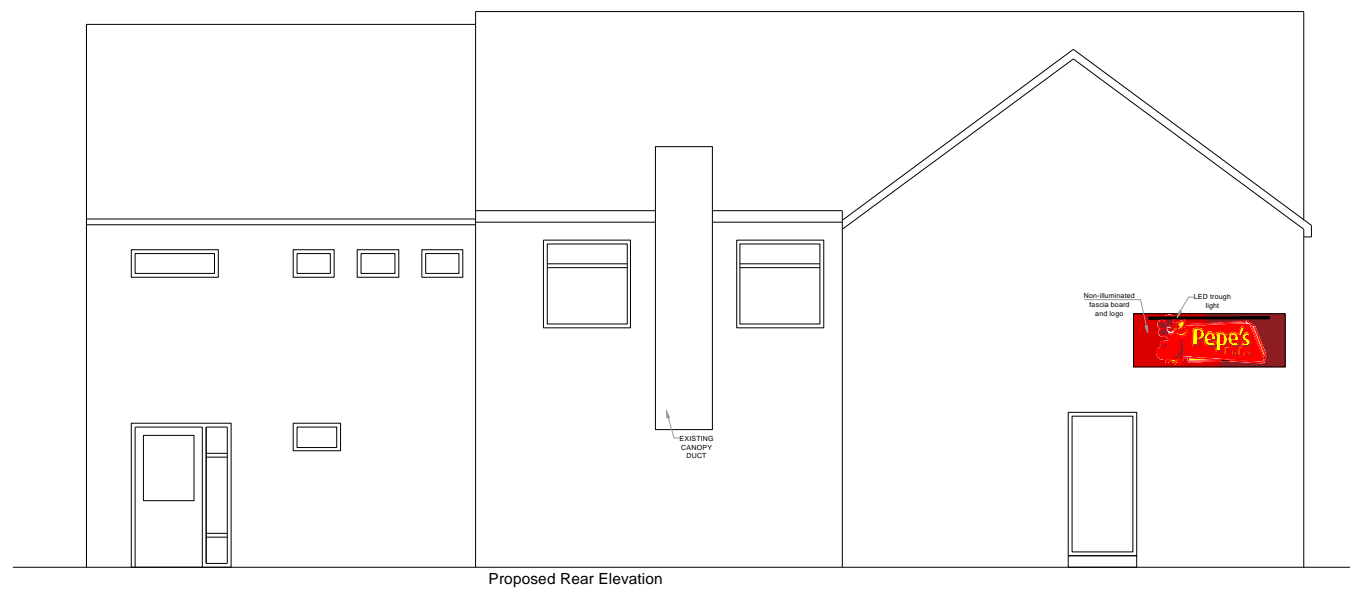 Non-illuminated
fascia board
and logo
LED trough
light
Pepe's
EXISTING
CANOPY
DUCT
Proposed Rear Elevation